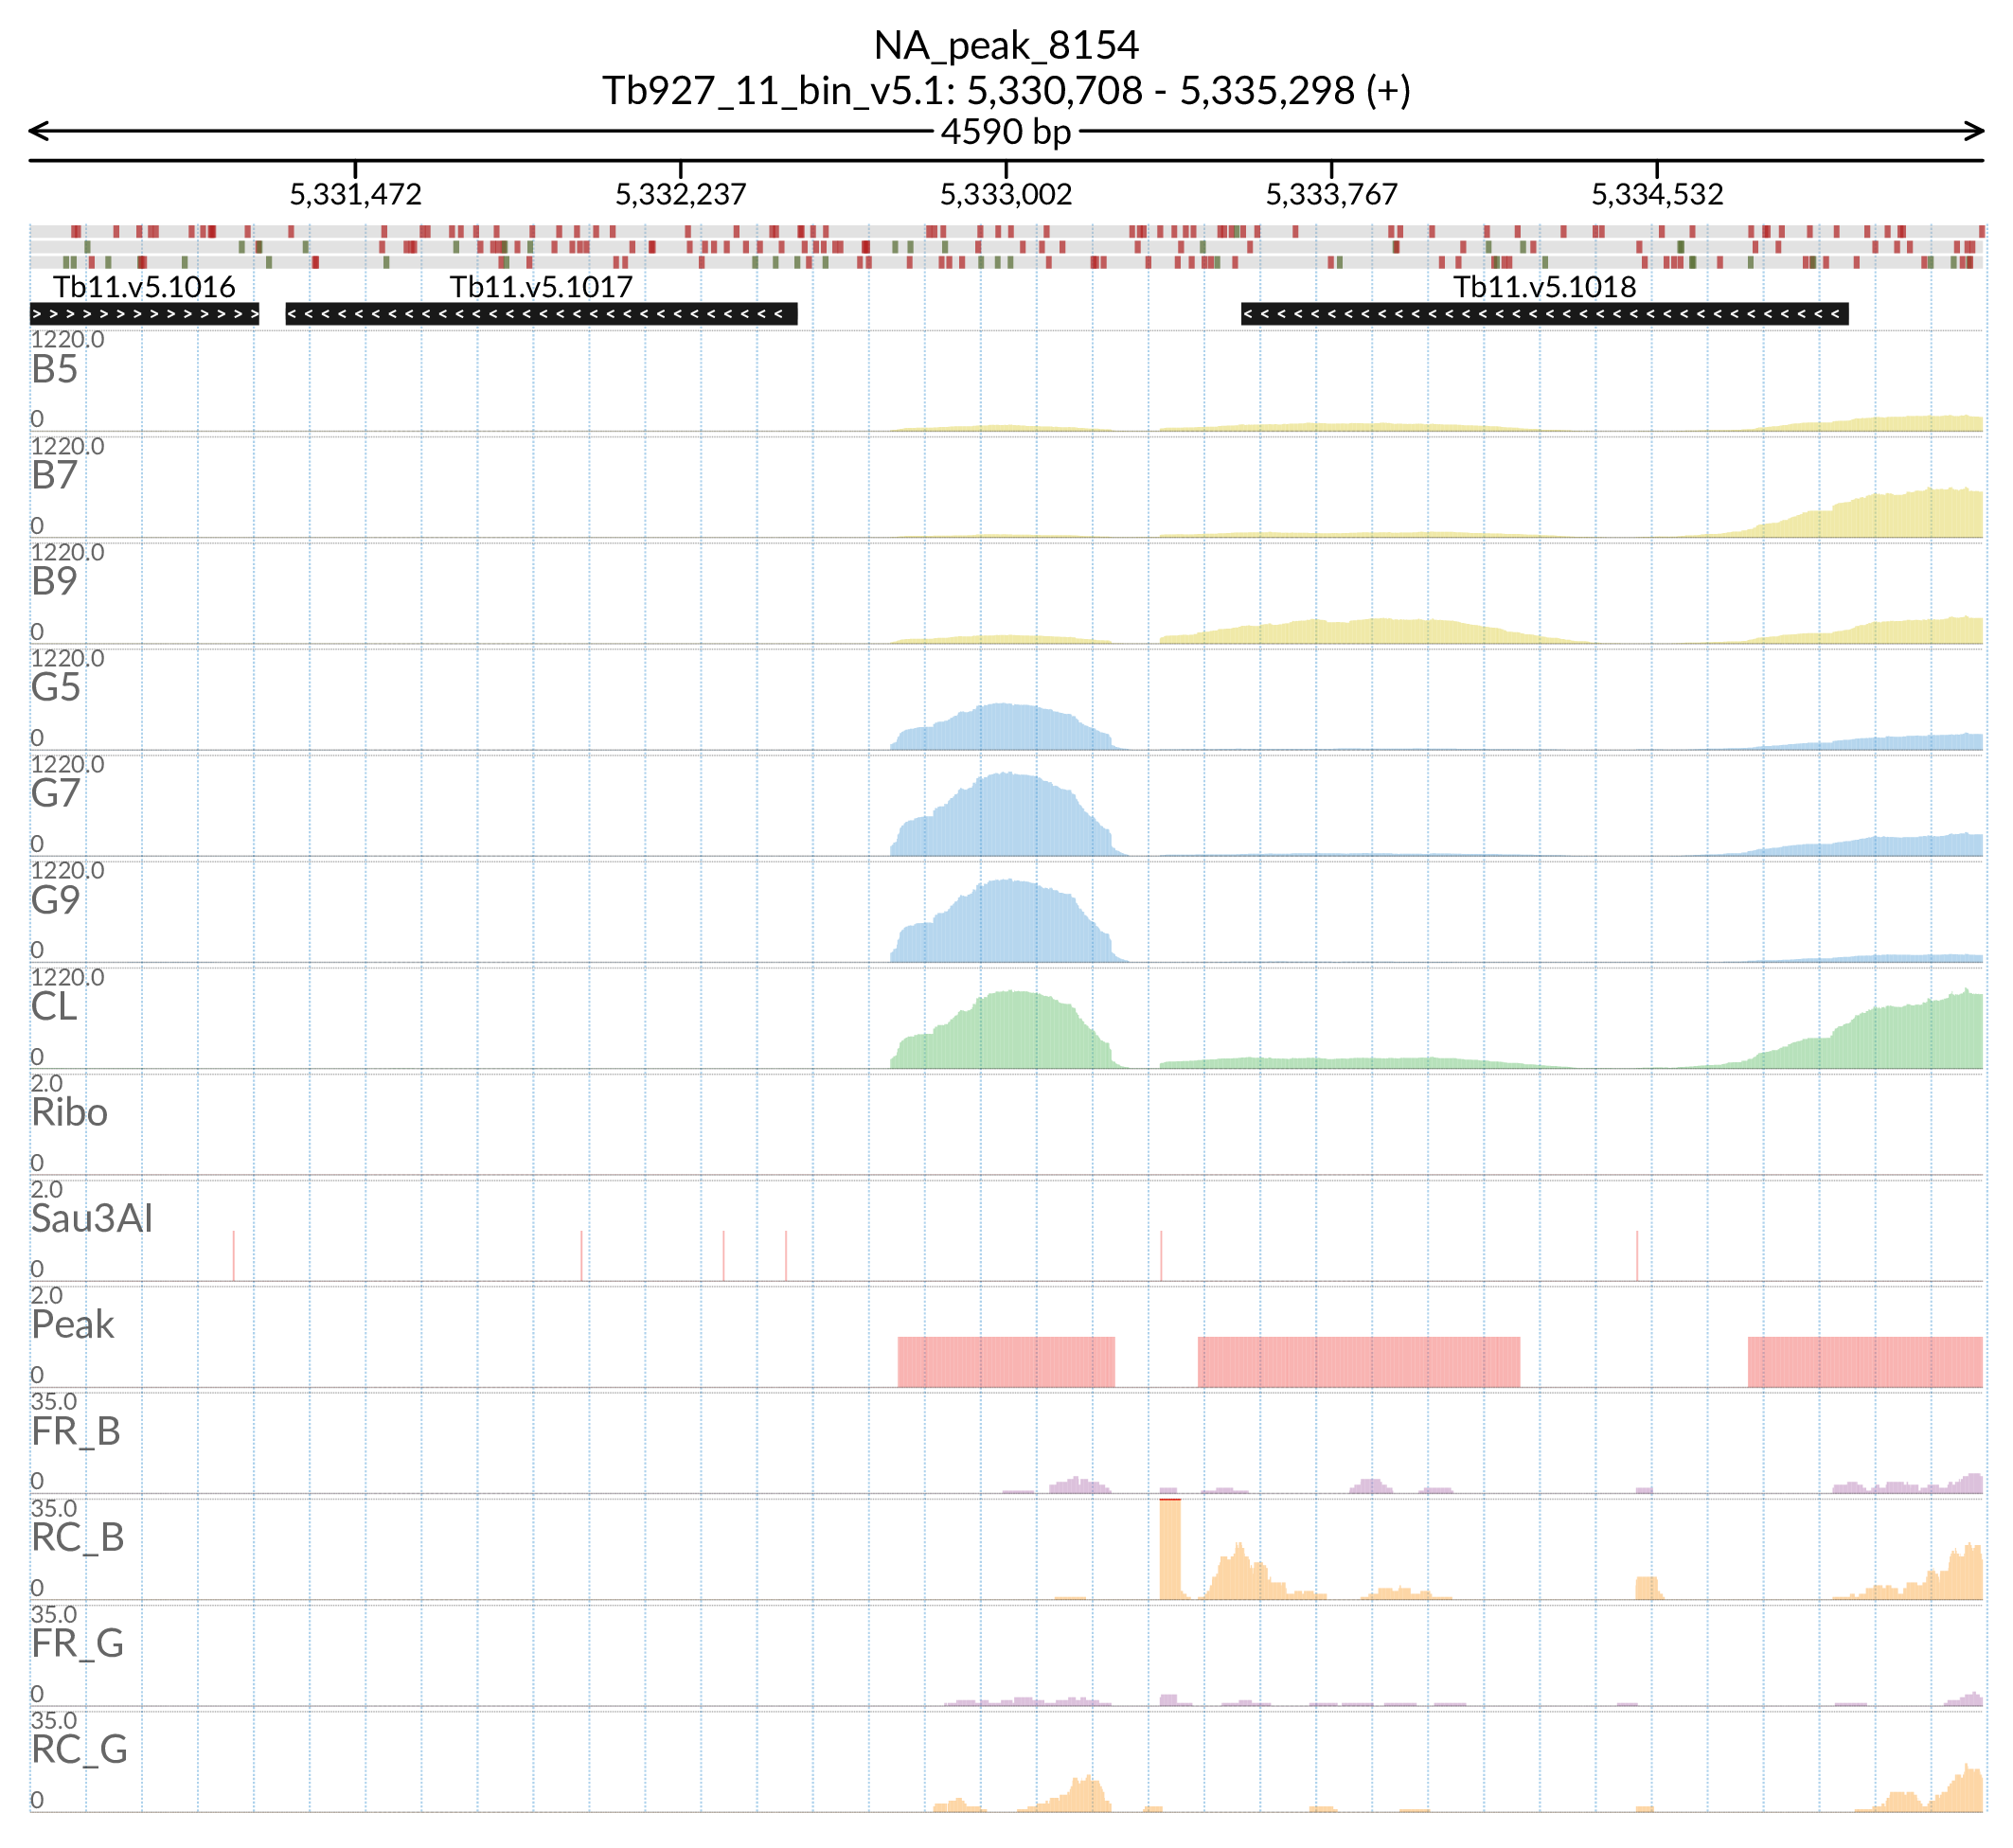 NA_peak_8154
Tb927_11_bin_v5.1: 5,330,708 - 5,335,298 (+)
4590 bp
5,331,472 5,332,237 5,333,002 5,333,767 5,334,532
Tb11.v5.1016 Tb11.v5.1017 Tb11.v5.1018
1220.0
B5
0
1220.0
B7
0
1220.0
B9
0
1220.0
G5
0
1220.0
G7
0
1220.0
G9
0
1220.0
CL
0
2.0
Ribo
0
2.0
Sau3AI
0
2.0
Peak
0
35.0
FR_B
0
35.0
RC_B
0
35.0
FR_G
0
35.0
RC_G
0